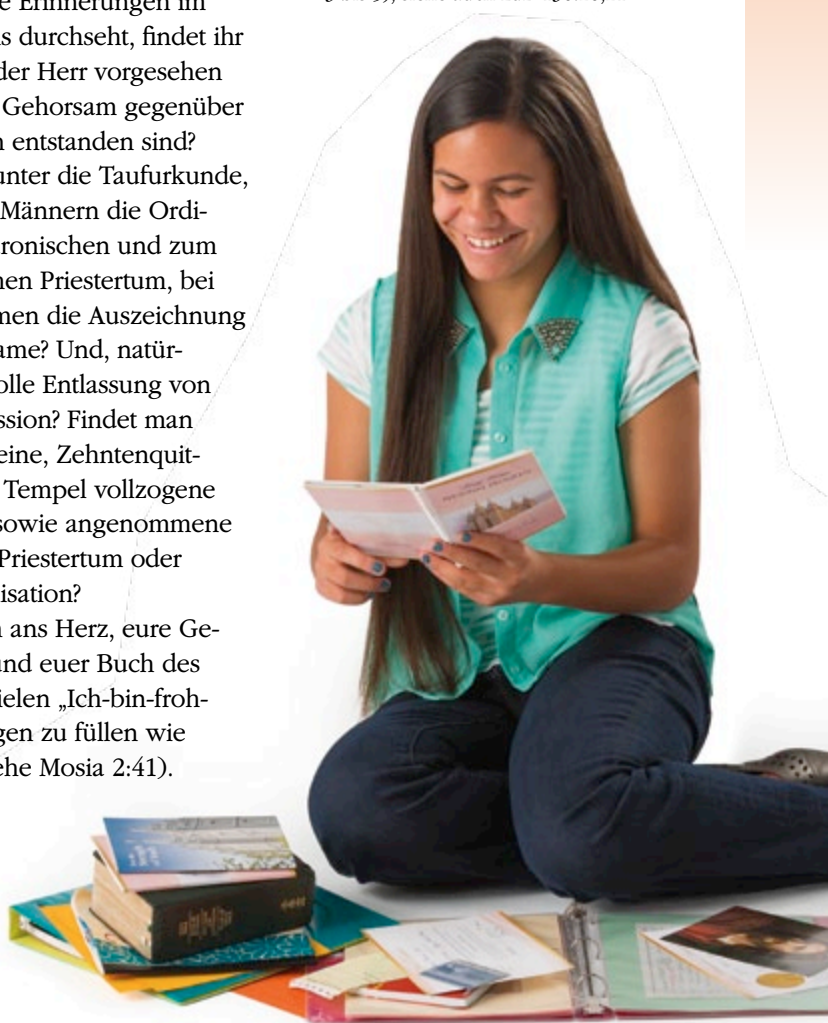 e Erinnerungen im
s durchseht, findet ihr
der Herr vorgesehen
Gehorsam gegenüber
n entstanden sind?
unter die Taufurkunde,
Männern die Ordi-
ronischen und zum
hen Priestertum, bei
men die Auszeichnung
ame? Und, natür-
olle Entlassung von
ssion? Findet man
eine, Zehntenquit-
Tempel vollzogene
sowie angenommene
Priestertum oder
isation?
n ans Herz, eure Ge-
und euer Buch des
ielen „Ich-bin-froh-
gen zu füllen wie
ehe Mosia 2:41).